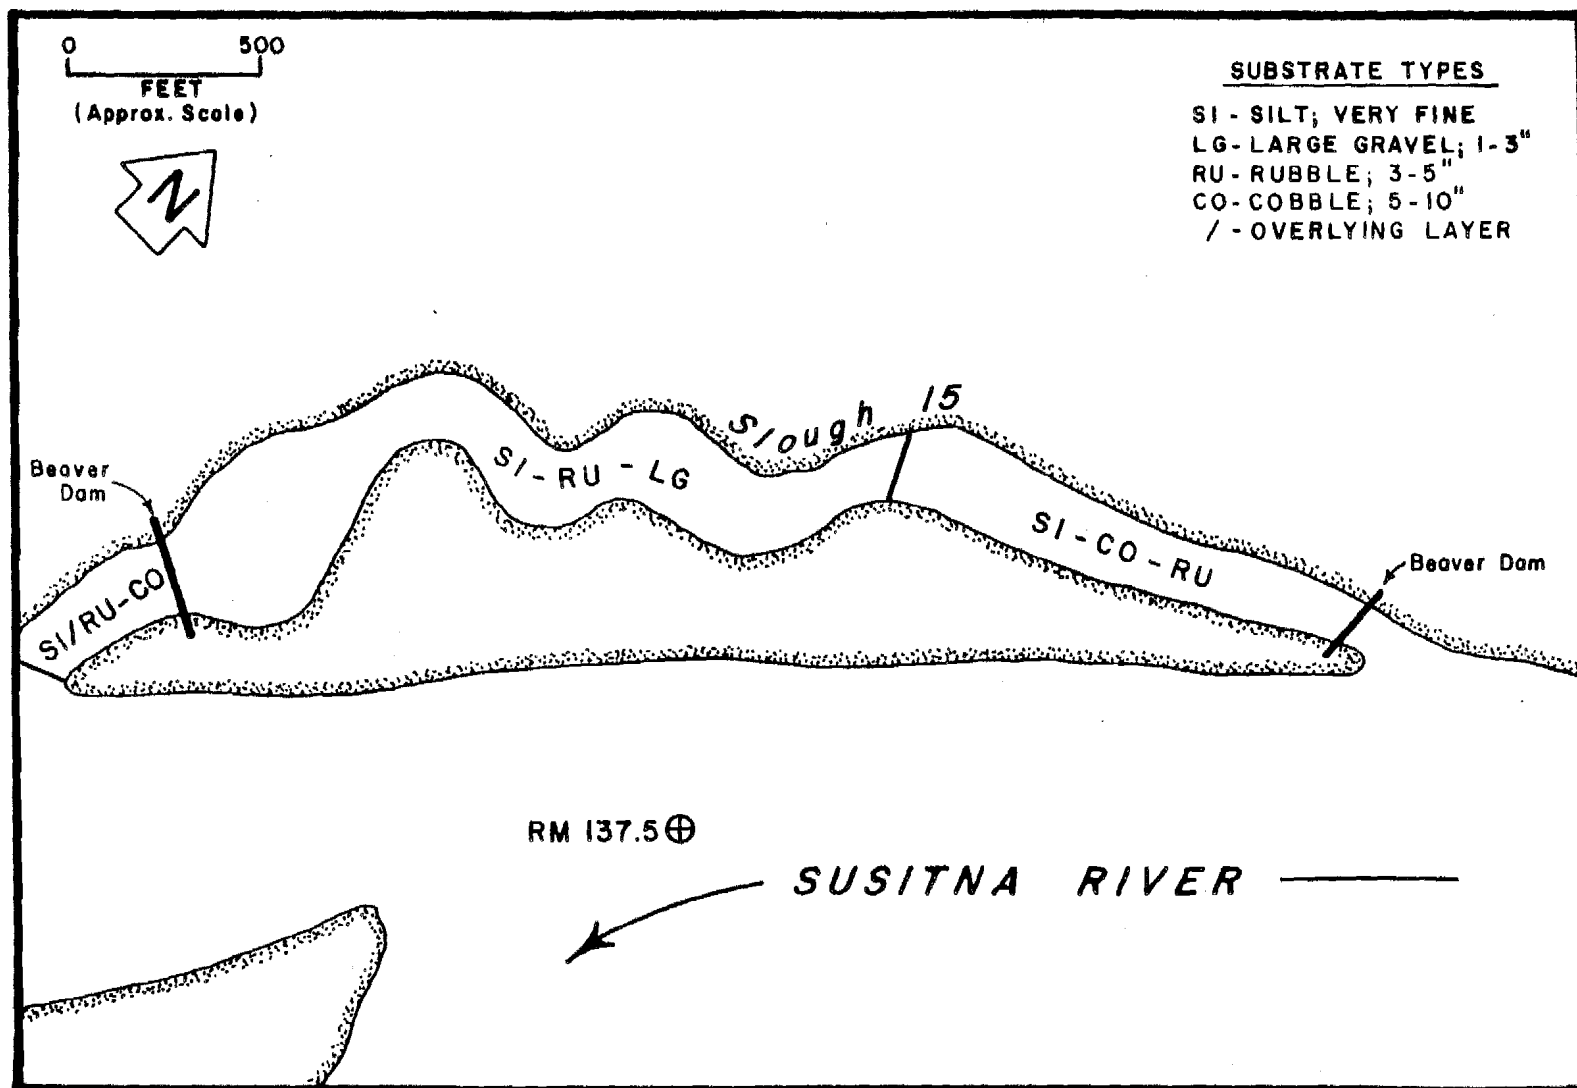 0 500
FEET
(Approx. Scale)
N
SUBSTRATE TYPES
SI - SILT; VERY FINE
LG - LARGE GRAVEL; 1-3"
RU - RUBBLE; 3-5"
CO - COBBLE; 5-10"
/ - OVERLYING LAYER
Slough 15
Beaver
Dam
SI-RU-LG
SI-CO-RU
Beaver Dam
SI/RU-CO
RM 137.5
SUSITNA RIVER